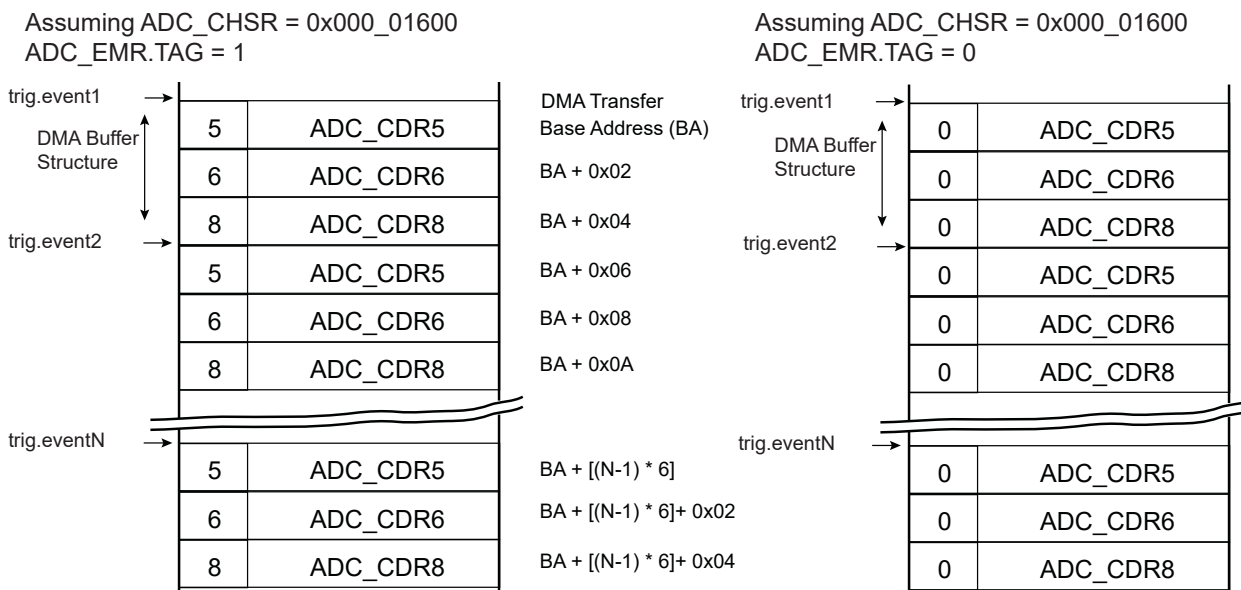 Assuming ADC_CHSR = 0x000_01600
ADC_EMR.TAG = 1
trig.event1
DMA Buffer
Structure
trig.event2
trig.eventN
5 ADC_CDR5
6 ADC_CDR6
8 ADC_CDR8
5 ADC_CDR5
6 ADC_CDR6
8 ADC_CDR8
5 ADC_CDR5
6 ADC_CDR6
8 ADC_CDR8
DMA Transfer
Base Address (BA)
BA + 0x02
BA + 0x04
BA + 0x06
BA + 0x08
BA + 0x0A
BA + [(N-1) * 6]
BA + [(N-1) * 6]+ 0x02
BA + [(N-1) * 6]+ 0x04
Assuming ADC_CHSR = 0x000_01600
ADC_EMR.TAG = 0
trig.event1
DMA Buffer
Structure
trig.event2
trig.eventN
0 ADC_CDR5
0 ADC_CDR6
0 ADC_CDR8
0 ADC_CDR5
0 ADC_CDR6
0 ADC_CDR8
0 ADC_CDR5
0 ADC_CDR6
0 ADC_CDR8